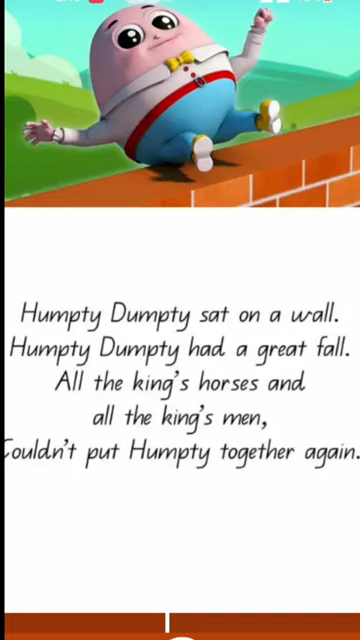 Humpty Dumpty sat on a wall.
Humpty Dumpty had a great fall.
All the king's horses and
all the king's men,
Couldn't put Humpty together again.